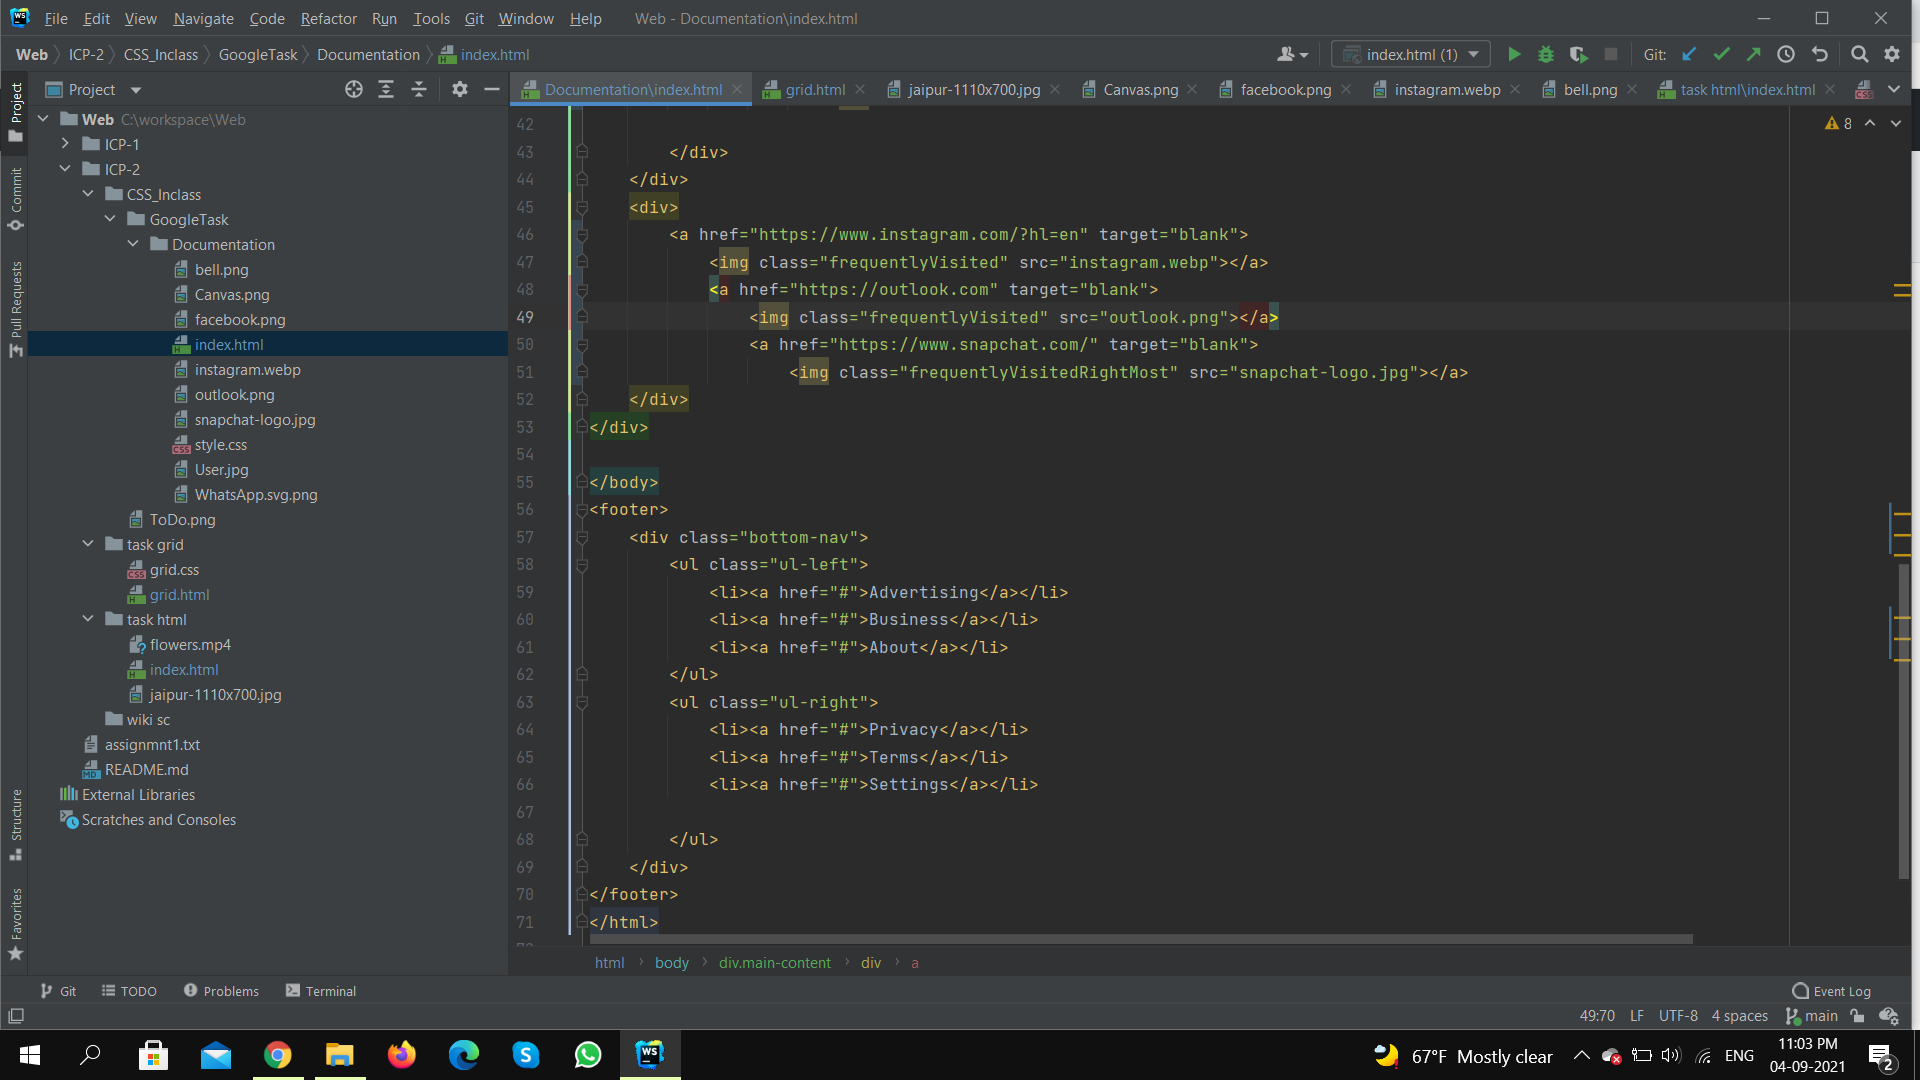 File Edit View Navigate Code Refactor Run Tools Git Window Help Web - Documentation\index.html
Web ICP-2 CSS_Inclass GoogleTask Documentation index.html index.html (1) Git:
Project
Documentation\index.html grid.html jaipur-1110x700.jpg Canvas.png facebook.png instagram.webp bell.png task html\index.html
Project
Commit
Pull Requests
Structure
Favorites
Web C:\workspace\Web
ICP-1
ICP-2
CSS_Inclass
GoogleTask
Documentation
bell.png
Canvas.png
facebook.png
index.html
instagram.webp
outlook.png
snapchat-logo.jpg
style.css
User.jpg
WhatsApp.svg.png
ToDo.png
task grid
grid.css
grid.html
task html
flowers.mp4
index.html
jaipur-1110x700.jpg
wiki sc
assignmnt1.txt
README.md
External Libraries
Scratches and Consoles
8
42
43 </div>
44 </div>
45 <div>
46 <a href="https://www.instagram.com/?hl=en" target="blank">
47 <img class="frequentlyVisited" src="instagram.webp"></a>
48 <a href="https://outlook.com" target="blank">
49 <img class="frequentlyVisited" src="outlook.png"></a>
50 <a href="https://www.snapchat.com/" target="blank">
51 <img class="frequentlyVisitedRightMost" src="snapchat-logo.jpg"></a>
52 </div>
53 </div>
54
55 </body>
56 <footer>
57 <div class="bottom-nav">
58 <ul class="ul-left">
59 <li><a href="#">Advertising</a></li>
60 <li><a href="#">Business</a></li>
61 <li><a href="#">About</a></li>
62 </ul>
63 <ul class="ul-right">
64 <li><a href="#">Privacy</a></li>
65 <li><a href="#">Terms</a></li>
66 <li><a href="#">Settings</a></li>
67
68 </ul>
69 </div>
70 </footer>
71 </html>
html body div.main-content div a
Git TODO Problems Terminal Event Log
49:70 LF UTF-8 4 spaces main
67°F Mostly clear ENG 11:03 PM
04-09-2021
2